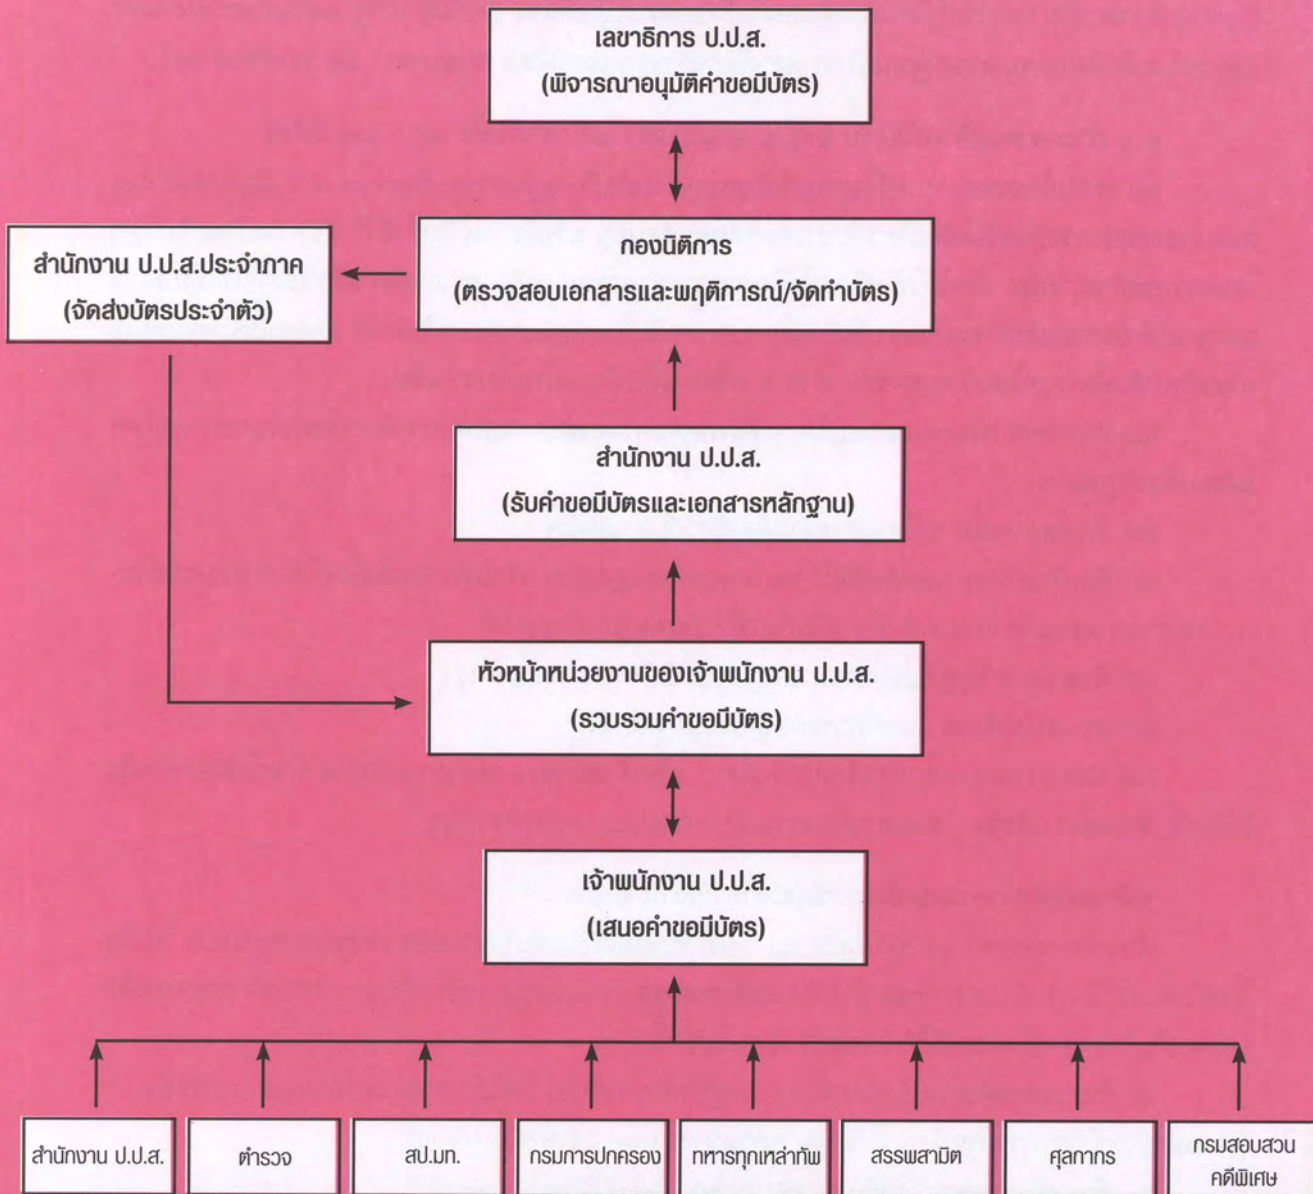 เลขาธิการ ป.ป.ส.
(พิจารณาอนุมัติคำขอมีบัตร)
สำนักงาน ป.ป.ส.ประจำภาค
(จัดส่งบัตรประจำตัว)
กองนิติการ
(ตรวจสอบเอกสารและพฤติการณ์/จัดทำบัตร)
สำนักงาน ป.ป.ส.
(รับคำขอมีบัตรและเอกสารหลักฐาน)
หัวหน้าหน่วยงานของเจ้าพนักงาน ป.ป.ส.
(รวบรวมคำขอมีบัตร)
เจ้าพนักงาน ป.ป.ส.
(เสนอคำขอมีบัตร)
สำนักงาน ป.ป.ส.
ตำรวจ
สป.มท.
กรมการปกครอง
ทหารทุกเหล่าทัพ
สรรพสามิต
ศุลกากร
กรมสอบสวน
คดีพิเศษ